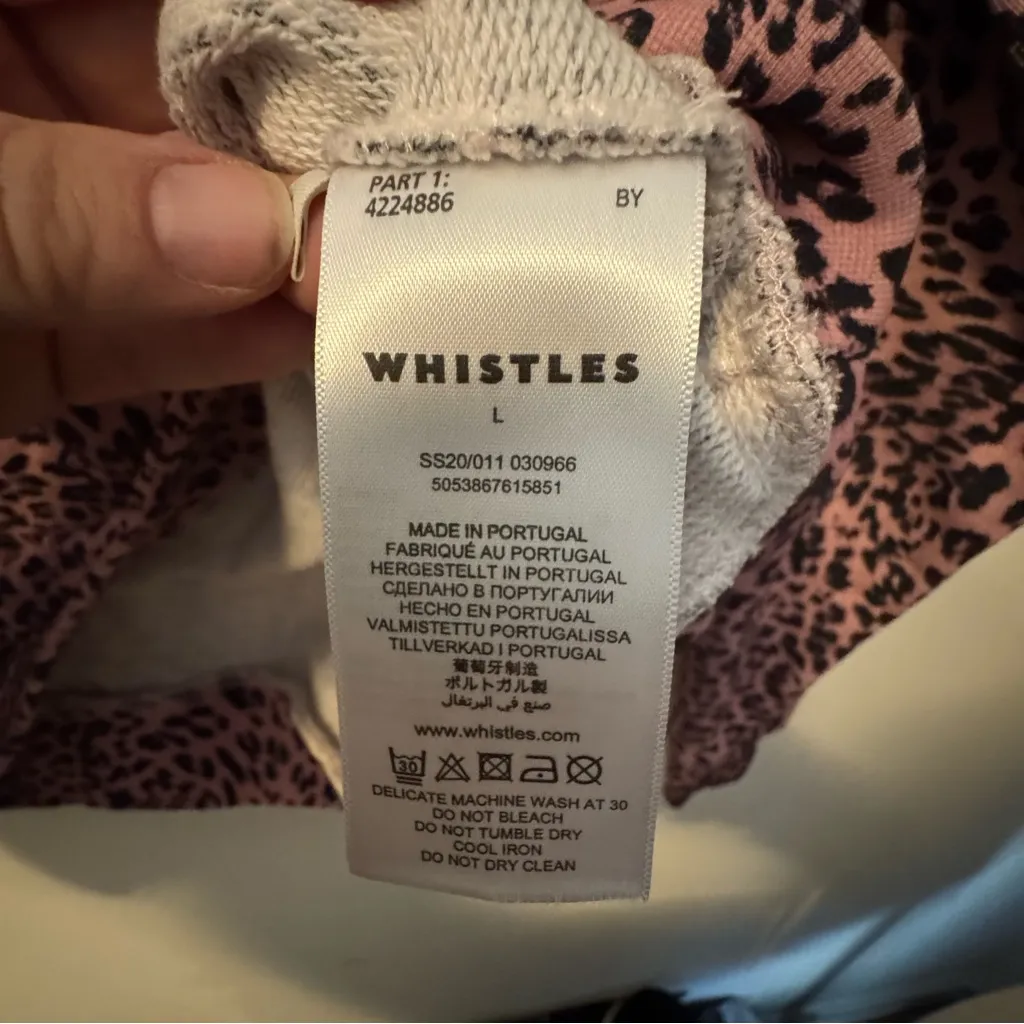 PART 1:
4224886
BY
WHISTLES
L
SS20/011 030966
5053867615851
MADE IN PORTUGAL
FABRIQUÉ AU PORTUGAL
HERGESTELLT IN PORTUGAL
СДЕЛАНО В ПОРТУГАЛИИ
HECHO EN PORTUGAL
VALMISTETTU PORTUGALISSA
TILLVERKAD I PORTUGAL
葡萄牙制造
ポルトガル製
صنع في البرتغال
www.whistles.com
30
DELICATE MACHINE WASH AT 30
DO NOT BLEACH
DO NOT TUMBLE DRY
COOL IRON
DO NOT DRY CLEAN